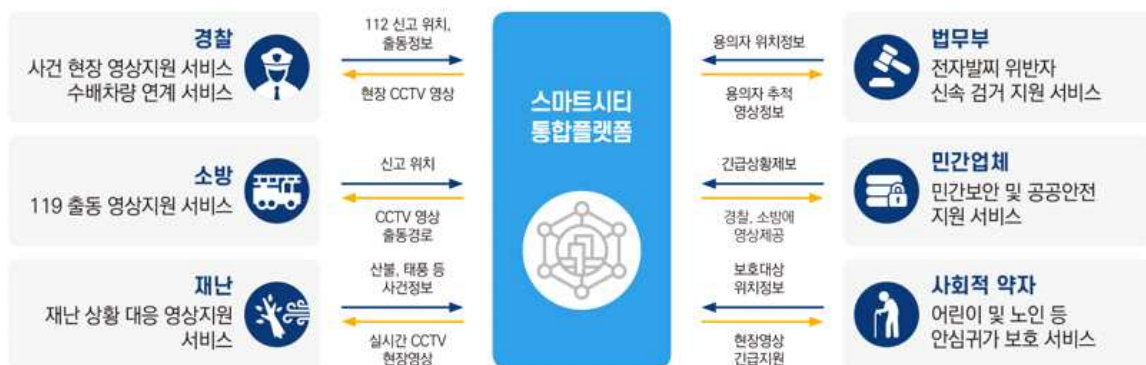 경찰
사건 현장 영상지원 서비스
수배차량 연계 서비스
112 신고 위치,
출동정보
현장 CCTV 영상
소방
119 출동 영상지원 서비스
신고 위치
CCTV 영상
출동경로
재난
재난 상황 대응 영상지원
서비스
산불, 태풍 등
사건정보
실시간 CCTV
현장영상
스마트시티
통합플랫폼
용의자 위치정보
용의자 추적
영상정보
법무부
전자발찌 위반자
신속 검거 지원 서비스
긴급상황제보
경찰, 소방에
영상제공
민간업체
민간보안 및 공공안전
지원 서비스
보호대상
위치정보
현장영상
긴급지원
사회적 약자
어린이 및 노인 등
안심귀가 보호 서비스